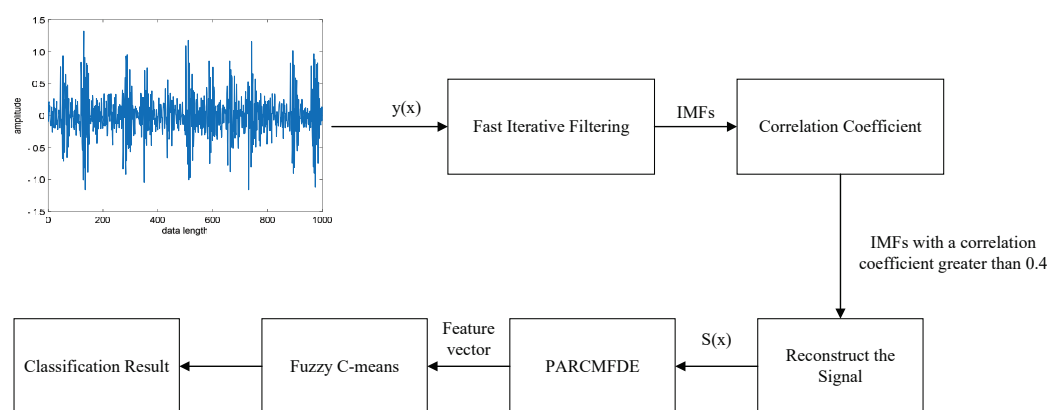 1.5
1.0
0.5
0
-0.5
-1.0
-1.5
amplitude
0
200
400
600
800
1000
data length
y(x)
Fast Iterative Filtering
IMFs
Correlation Coefficient
IMFs with a correlation
coefficient greater than 0.4
Classification Result
Fuzzy C-means
Feature
vector
PARCMFDE
S(x)
Reconstruct the
Signal